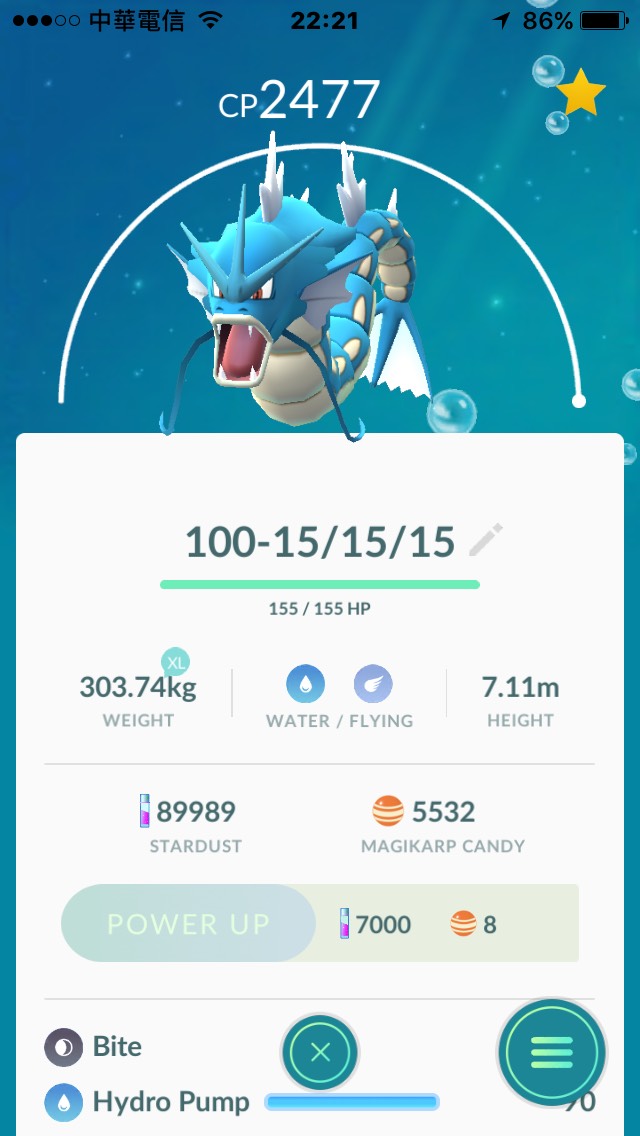 中華電信 22:21 86%
CP2477
100-15/15/15
155 / 155 HP
XL
303.74kg
WEIGHT
WATER / FLYING
7.11m
HEIGHT
89989
STARDUST
5532
MAGIKARP CANDY
POWER UP 7000 8
Bite
Hydro Pump 90